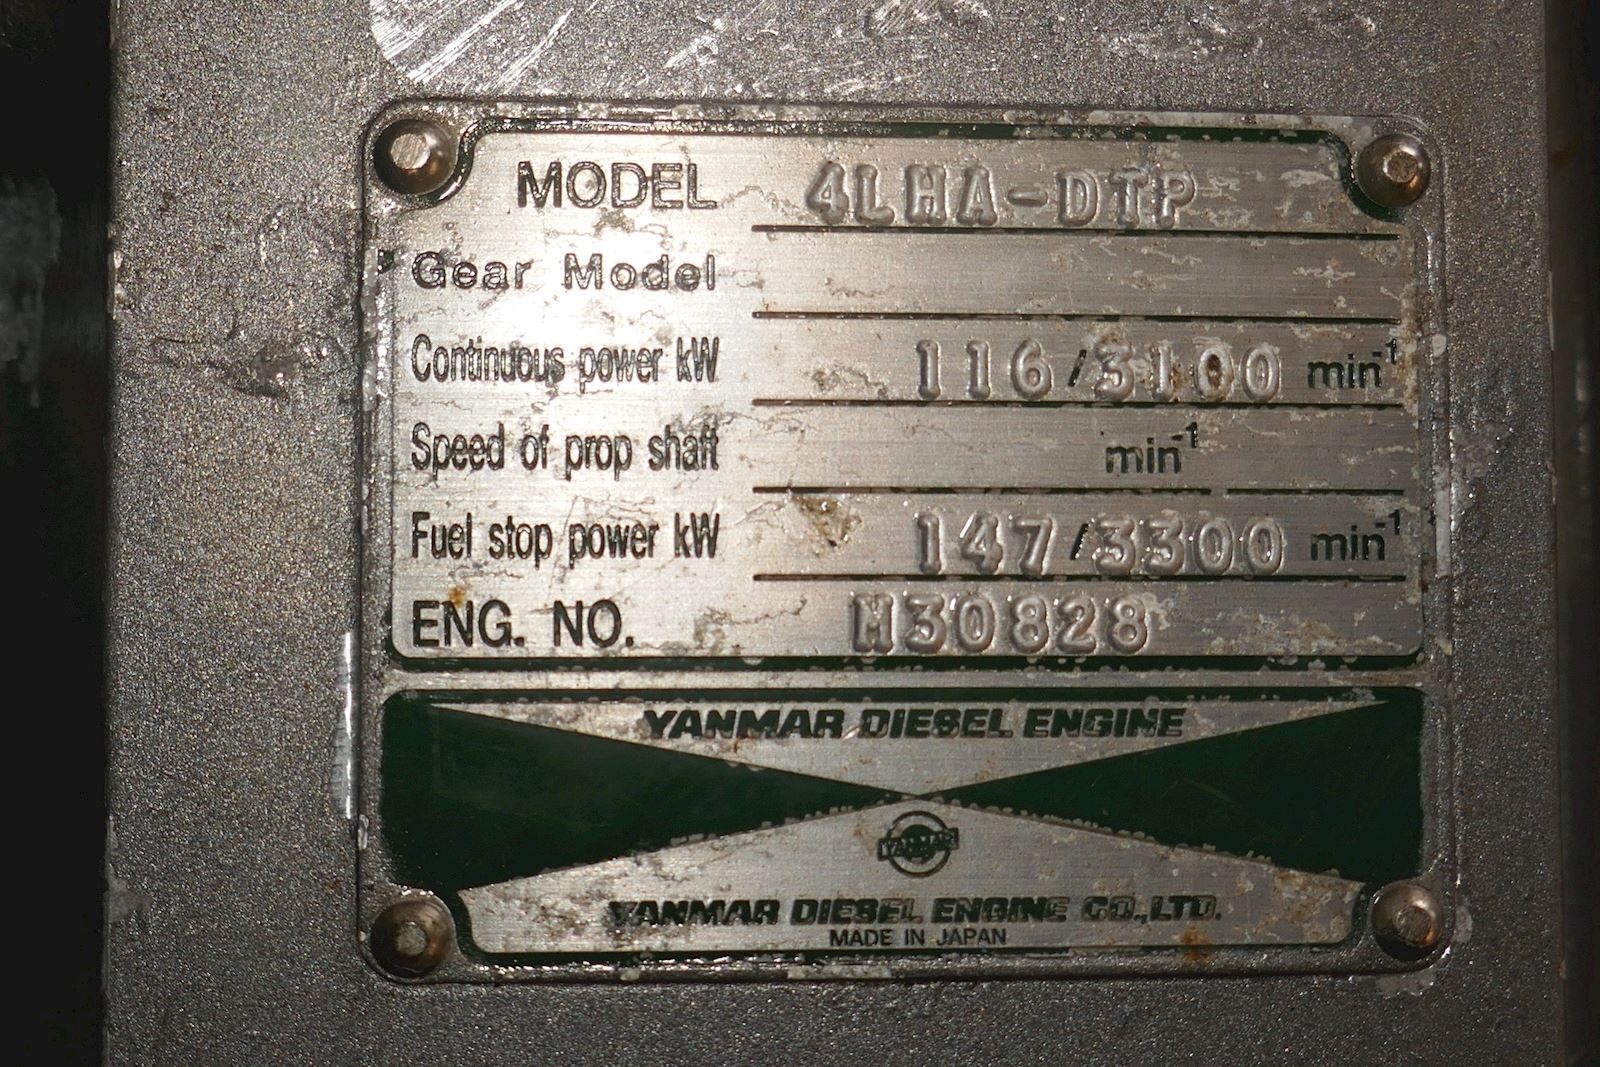 MODEL 4LHA-DTP
Gear Model
Continuous power kW 116/3100 min-1
Speed of prop shaft min-1
Fuel stop power kW 147/3300 min-1
ENG. NO. M30828
YANMAR DIESEL ENGINE
YANMAR
YANMAR DIESEL ENGINE CO.,LTD.
MADE IN JAPAN